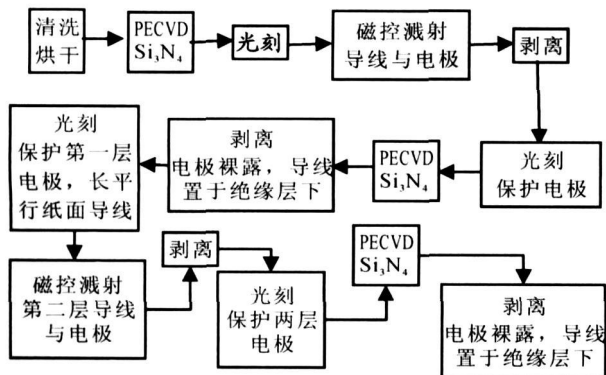 清洗
烘干
PECVD
Si₃N₄
光刻
磁控溅射
导线与电极
剥离
光刻
保护电极
PECVD
Si₃N₄
剥离
电极裸露，导线
置于绝缘层下
光刻
保护第一层
电极，长平
行纸面导线
磁控溅射
第二层导线
与电极
剥离
光刻
保护两层
电极
PECVD
Si₃N₄
剥离
电极裸露，导线
置于绝缘层下